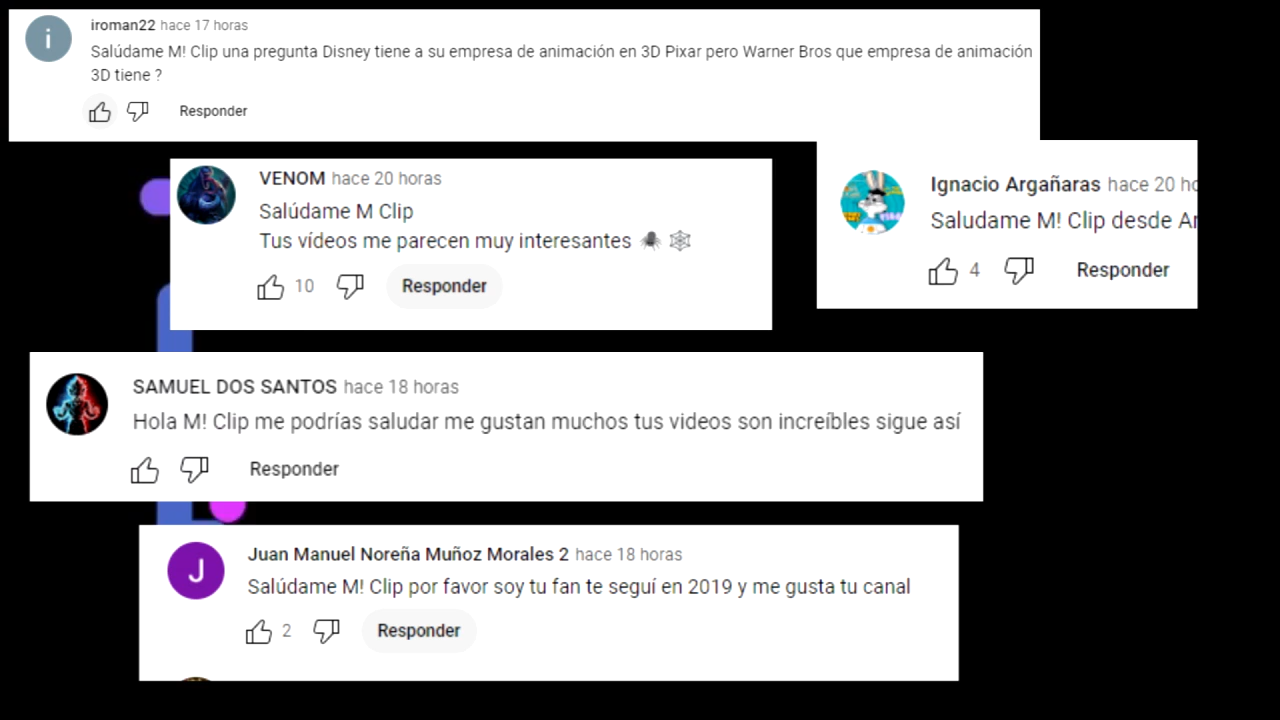 i
iroman22 hace 17 horas
Salúdame M! Clip una pregunta Disney tiene a su empresa de animación en 3D Pixar pero Warner Bros que empresa de animación
3D tiene ?
Responder
VENOM hace 20 horas
Salúdame M Clip
Tus vídeos me parecen muy interesantes 🕷️ 🕸️
10 Responder
Ignacio Argañaras hace 20
Saludame M! Clip desde
4 Responder
SAMUEL DOS SANTOS hace 18 horas
Hola M! Clip me podrías saludar me gustan muchos tus videos son increíbles sigue así
Responder
J
Juan Manuel Noreña Muñoz Morales 2 hace 18 horas
Salúdame M! Clip por favor soy tu fan te seguí en 2019 y me gusta tu canal
2 Responder